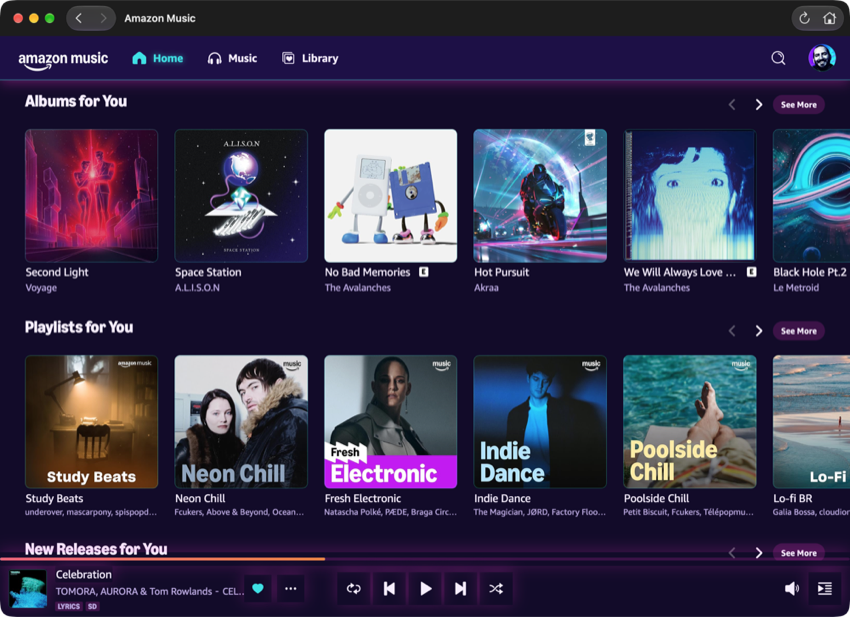 Amazon Music
amazon music
Home
Music
Library
Albums for You
See More
A.L.I.S.O.N
SPACE STATION
Second Light
Voyage
Space Station
A.L.I.S.O.N
No Bad Memories E
The Avalanches
Hot Pursuit
Akraa
We Will Always Love ... E
The Avalanches
Black Hole Pt.2
Le Metroid
Playlists for You
See More
amazon music
Study Beats
music
Neon Chill
music
Fresh
Electronic
music
Indie
Dance
music
Poolside
Chill
Lo-Fi
Study Beats
underover, mascarpony, spispopd...
Neon Chill
Fcukers, Above & Beyond, Ocean...
Fresh Electronic
Natascha Polké, PÆDE, Braga Circ...
Indie Dance
The Magician, JØRD, Factory Floo...
Poolside Chill
Petit Biscuit, Fcukers, Télépopmu...
Lo-fi BR
Galia Bossa, cloudior
New Releases for You
See More
Celebration
TOMORA, AURORA & Tom Rowlands - CEL...
LYRICS SD